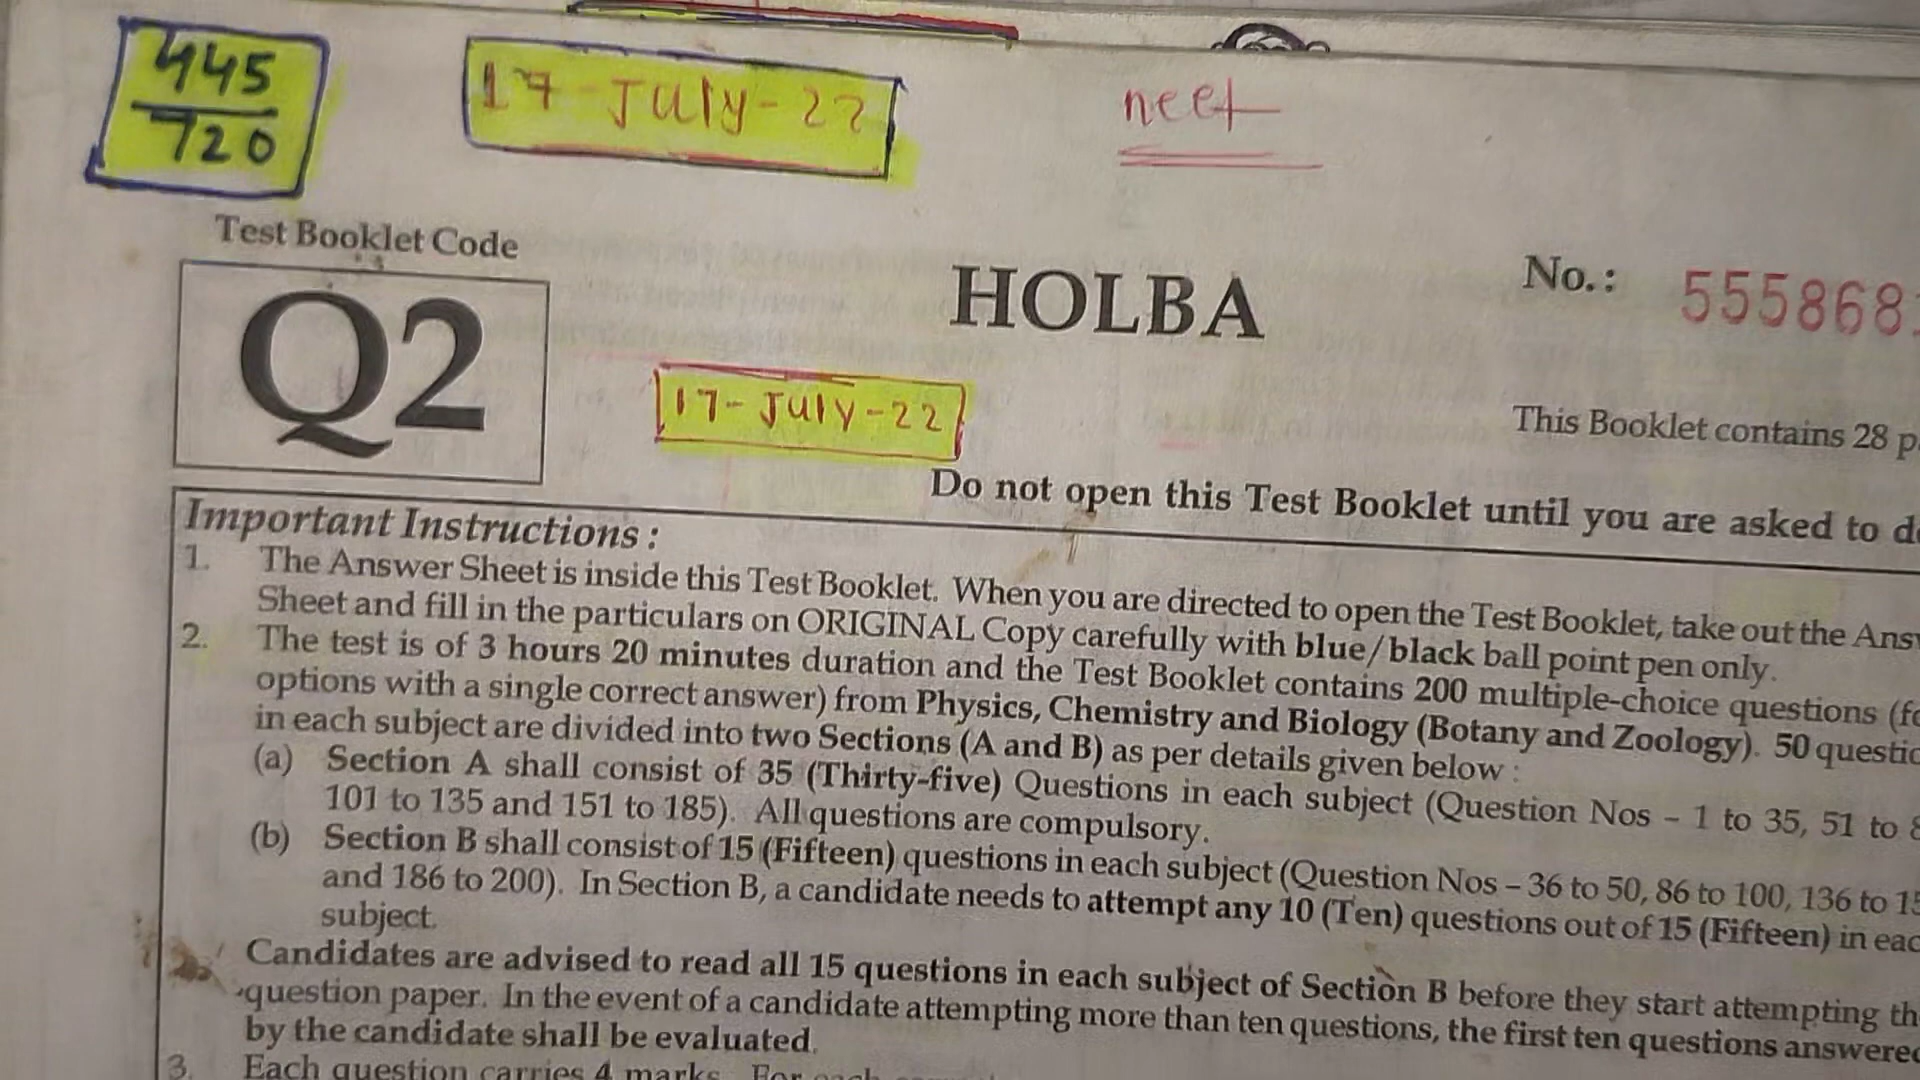 445
720
17-July-22
neet
Test Booklet Code
Q2
HOLBA
No.: 555868
17-July-22
This Booklet contains 28
Do not open this Test Booklet until you are asked to
Important Instructions :
1. The Answer Sheet is inside this Test Booklet. When you are directed to open the Test Booklet, take out the
Sheet and fill in the particulars on ORIGINAL Copy carefully with blue/black ball point pen only.
2. The test is of 3 hours 20 minutes duration and the Test Booklet contains 200 multiple-choice questions
options with a single correct answer) from Physics, Chemistry and Biology (Botany and Zoology). 50
in each subject are divided into two Sections (A and B) as per details given below :
(a) Section A shall consist of 35 (Thirty-five) Questions in each subject (Question Nos - 1 to 35, 51 to
101 to 135 and 151 to 185). All questions are compulsory.
(b) Section B shall consist of 15 (Fifteen) questions in each subject (Question Nos - 36 to 50, 86 to 100, 136 to
and 186 to 200). In Section B, a candidate needs to attempt any 10 (Ten) questions out of 15 (Fifteen) in
subject.
Candidates are advised to read all 15 questions in each subject of Section B before they start attempting
question paper. In the event of a candidate attempting more than ten questions, the first ten questions
by the candidate shall be evaluated.
3. Each question carries 4 marks. For each